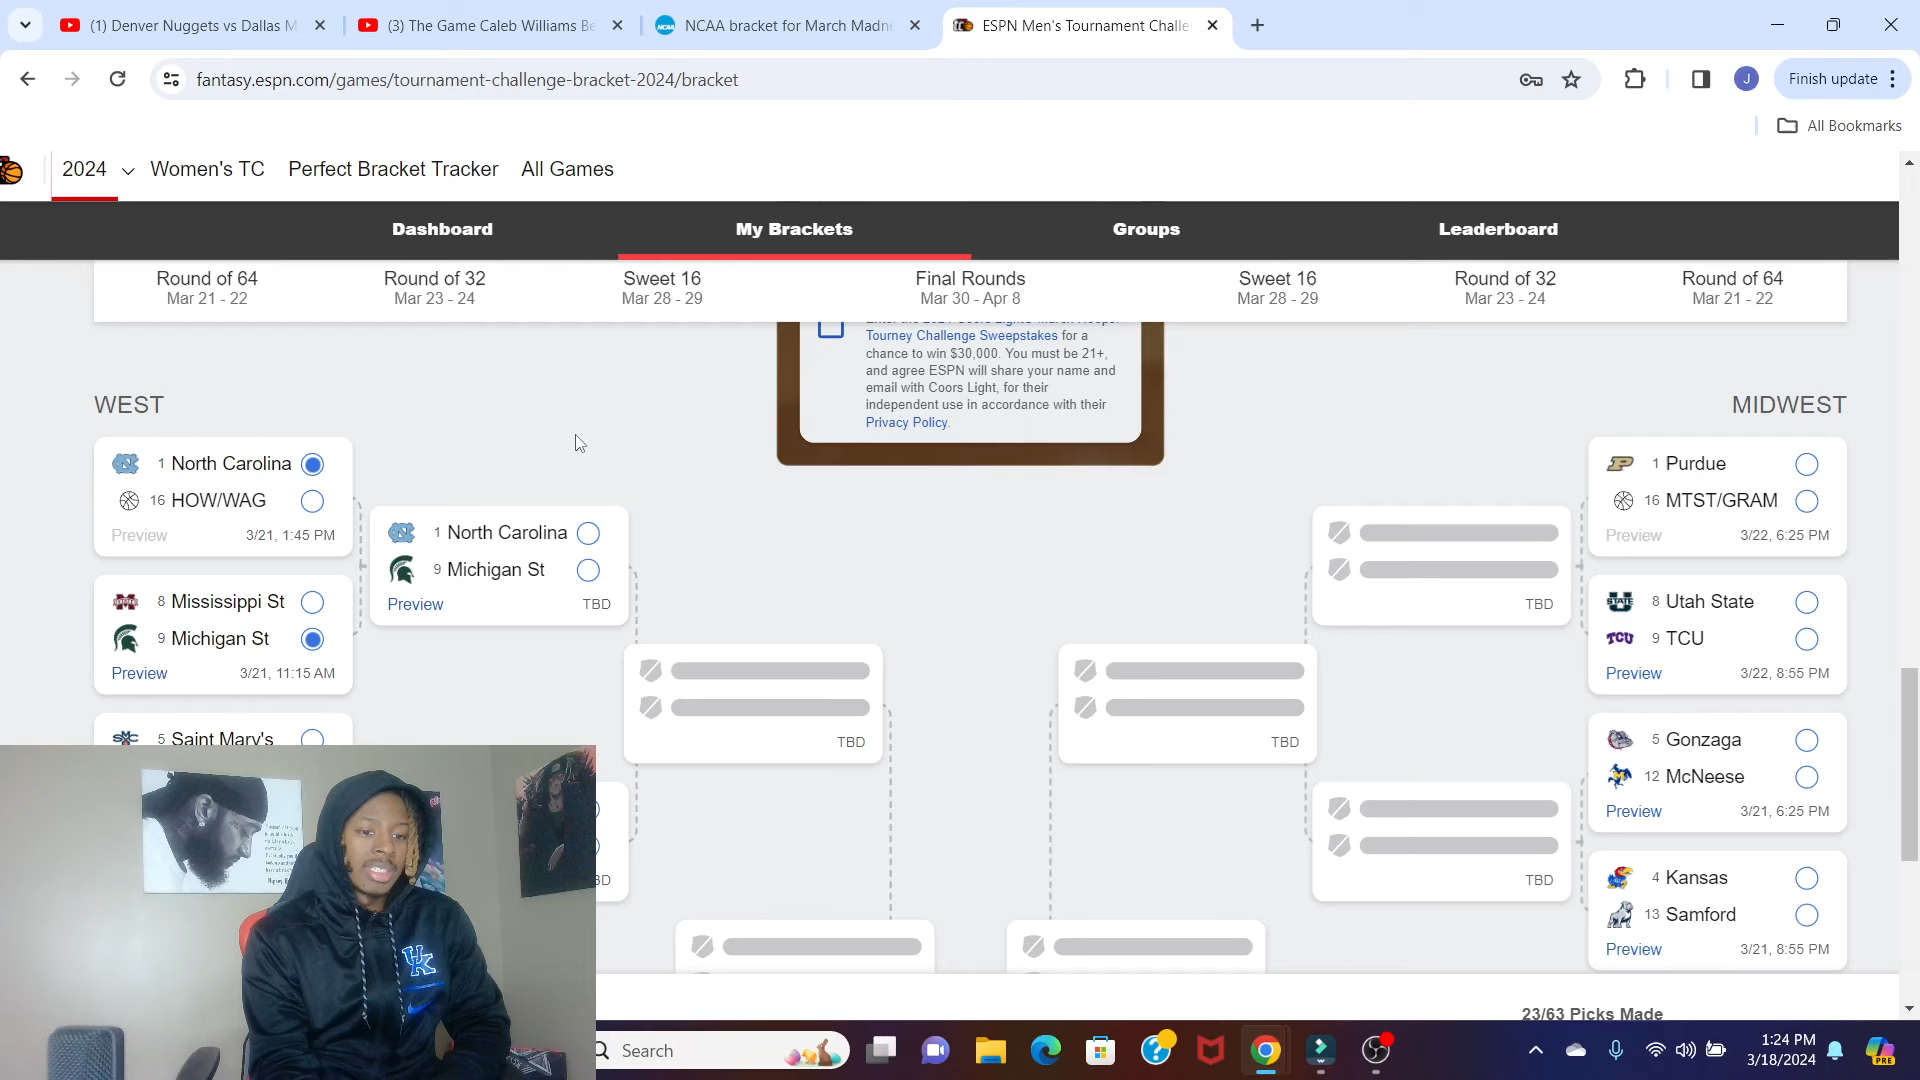 (1) Denver Nuggets vs Dallas M
(3) The Game Caleb Williams Be
NCAA bracket for March Madne
ESPN Men's Tournament Challe
fantasy.espn.com/games/tournament-challenge-bracket-2024/bracket
J
Finish update
All Bookmarks
2024 Women's TC Perfect Bracket Tracker All Games
Dashboard My Brackets Groups Leaderboard
Round of 64 Round of 32 Sweet 16 Final Rounds Sweet 16 Round of 32 Round of 64
Mar 21 - 22 Mar 23 - 24 Mar 28 - 29 Mar 30 - Apr 8 Mar 28 - 29 Mar 23 - 24 Mar 21 - 22
Tourney Challenge Sweepstakes for a
chance to win $30,000. You must be 21+,
and agree ESPN will share your name and
email with Coors Light, for their
independent use in accordance with their
Privacy Policy.
WEST
1 North Carolina
16 HOW/WAG
Preview 3/21, 1:45 PM
8 Mississippi St
9 Michigan St
Preview 3/21, 11:15 AM
5 Saint Mary's
1 North Carolina
9 Michigan St
Preview TBD
TBD
TBD
TBD
TBD
MIDWEST
1 Purdue
16 MTST/GRAM
Preview 3/22, 6:25 PM
8 Utah State
TCU 9 TCU
Preview 3/22, 8:55 PM
5 Gonzaga
12 McNeese
Preview 3/21, 6:25 PM
4 Kansas
13 Samford
Preview 3/21, 8:55 PM
UK
23/63 Picks Made
Search
1:24 PM
3/18/2024
PRE